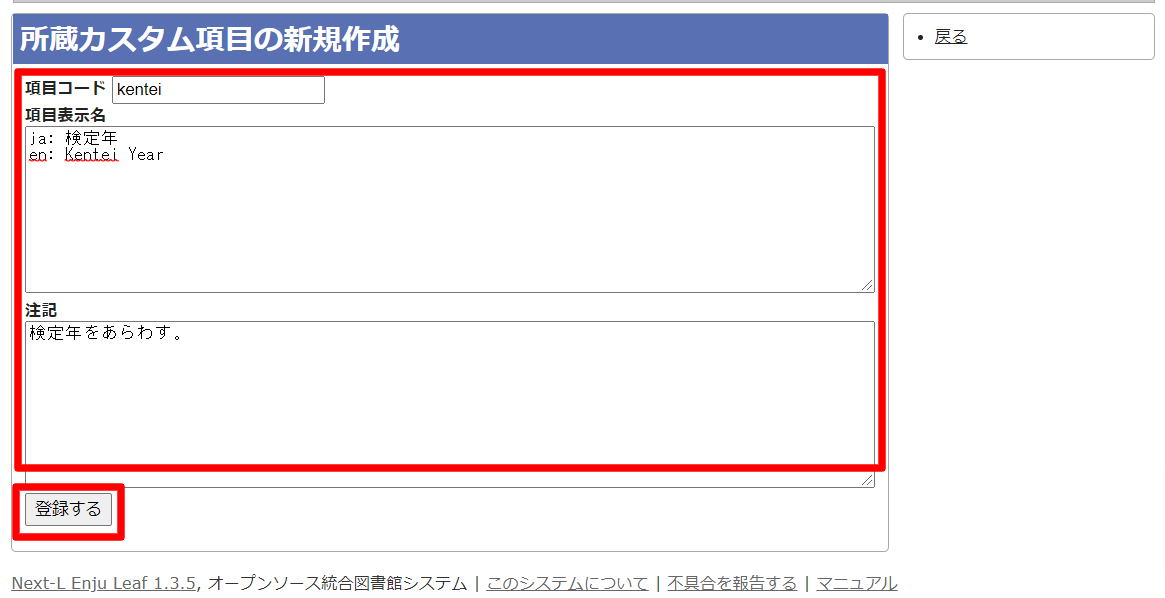 所蔵カスタム項目の新規作成
戻る
項目コード kentei
項目表示名
ja: 検定年
en: Kentei Year
注記
検定年をあらわす。
登録する
Next-L Enju Leaf 1.3.5, オープンソース統合図書館システム | このシステムについて | 不具合を報告する | マニュアル